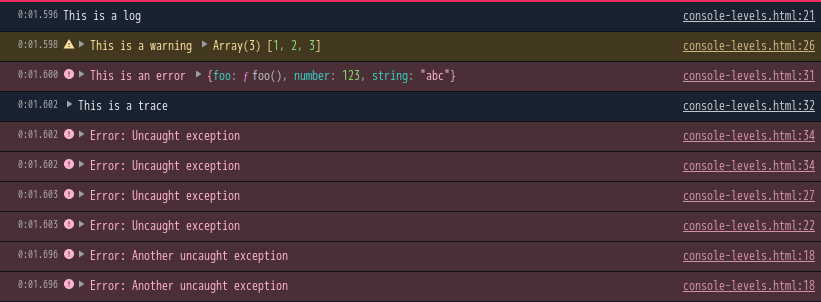 0:01.596 This is a log console-levels.html:21
0:01.598 This is a warning Array(3) [1, 2, 3] console-levels.html:26
0:01.600 This is an error {foo: ƒ foo(), number: 123, string: "abc"} console-levels.html:31
0:01.602 This is a trace console-levels.html:32
0:01.602 Error: Uncaught exception console-levels.html:34
0:01.602 Error: Uncaught exception console-levels.html:34
0:01.603 Error: Uncaught exception console-levels.html:27
0:01.603 Error: Uncaught exception console-levels.html:22
0:01.696 Error: Another uncaught exception console-levels.html:18
0:01.696 Error: Another uncaught exception console-levels.html:18